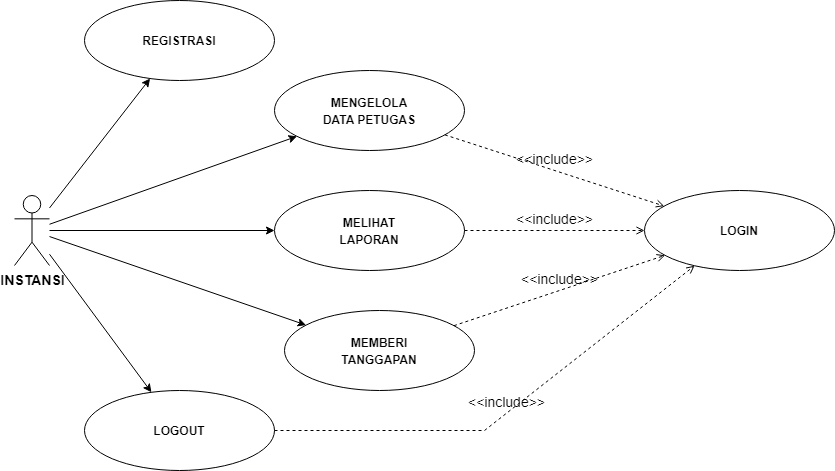 REGISTRASI
MENGELOLA
DATA PETUGAS
<<include>>
INSTANSI
MELIHAT
LAPORAN
<<include>>
LOGIN
<<include>>
MEMBERI
TANGGAPAN
<<include>>
LOGOUT